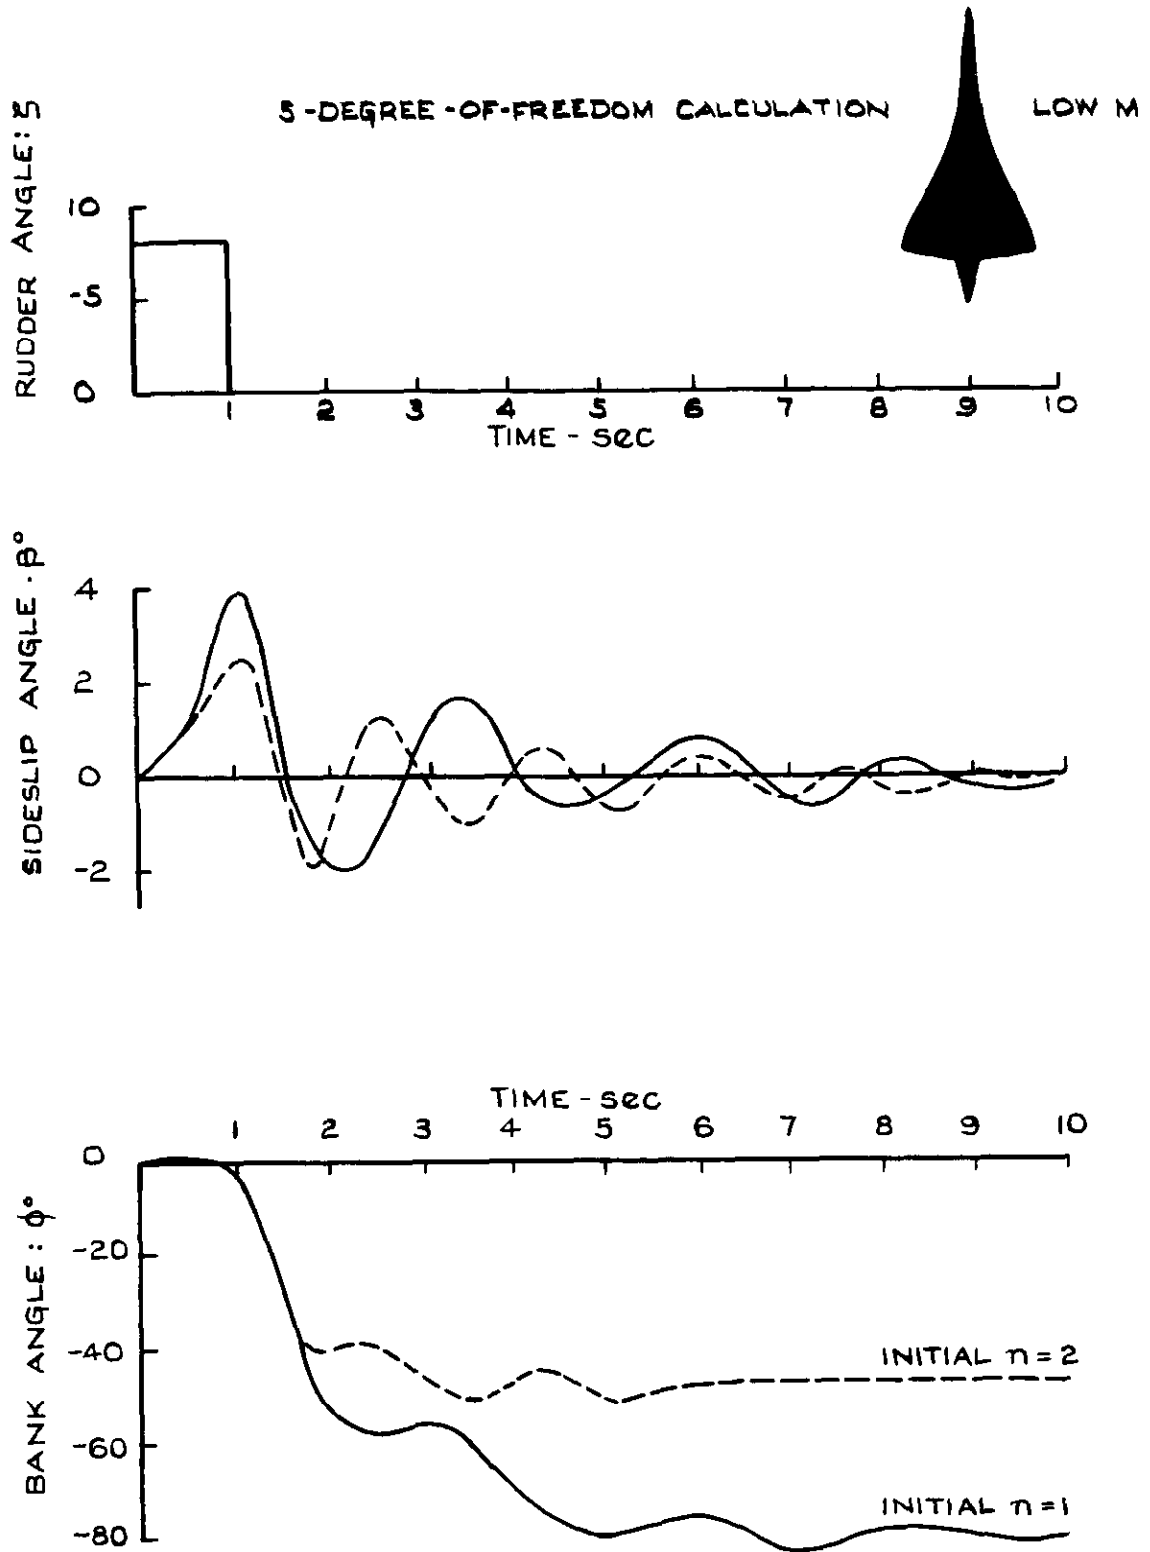 5-DEGREE-OF-FREEDOM CALCULATION
LOW M
RUDDER ANGLE: ζ
10
-5
0
1 2 3 4 5 6 7 8 9 10
TIME - sec
SIDESLIP ANGLE · β°
4
2
0
-2
TIME - sec
1 2 3 4 5 6 7 8 9 10
BANK ANGLE : φ°
0
-20
-40
-60
-80
INITIAL n = 2
INITIAL n = 1